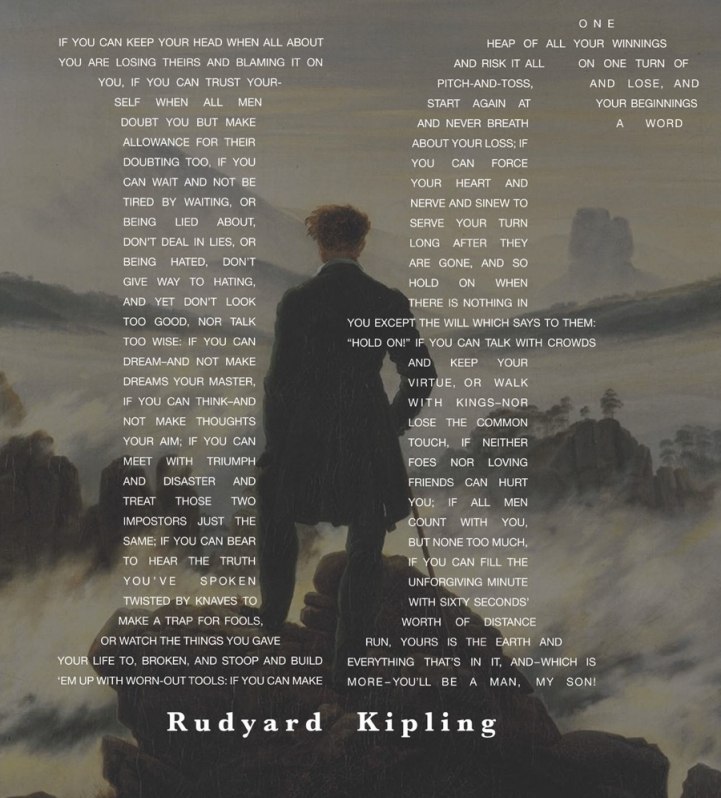 IF YOU CAN KEEP YOUR HEAD WHEN ALL ABOUT
YOU ARE LOSING THEIRS AND BLAMING IT ON
YOU, IF YOU CAN TRUST YOUR-
SELF WHEN ALL MEN
DOUBT YOU BUT MAKE
ALLOWANCE FOR THEIR
DOUBTING TOO, IF YOU
CAN WAIT AND NOT BE
TIRED BY WAITING, OR
BEING LIED ABOUT,
DON'T DEAL IN LIES, OR
BEING HATED, DON'T
GIVE WAY TO HATING,
AND YET DON'T LOOK
TOO GOOD, NOR TALK
TOO WISE: IF YOU CAN
DREAM–AND NOT MAKE
DREAMS YOUR MASTER,
IF YOU CAN THINK–AND
NOT MAKE THOUGHTS
YOUR AIM; IF YOU CAN
MEET WITH TRIUMPH
AND DISASTER AND
TREAT THOSE TWO
IMPOSTORS JUST THE
SAME; IF YOU CAN BEAR
TO HEAR THE TRUTH
YOU'VE SPOKEN
TWISTED BY KNAVES TO
MAKE A TRAP FOR FOOLS,
OR WATCH THE THINGS YOU GAVE
YOUR LIFE TO, BROKEN, AND STOOP AND BUILD
'EM UP WITH WORN-OUT TOOLS: IF YOU CAN MAKE
ONE
HEAP OF ALL YOUR WINNINGS
AND RISK IT ALL ON ONE TURN OF
PITCH-AND-TOSS, AND LOSE, AND
START AGAIN AT YOUR BEGINNINGS
AND NEVER BREATH A WORD
ABOUT YOUR LOSS; IF
YOU CAN FORCE
YOUR HEART AND
NERVE AND SINEW TO
SERVE YOUR TURN
LONG AFTER THEY
ARE GONE, AND SO
HOLD ON WHEN
THERE IS NOTHING IN
YOU EXCEPT THE WILL WHICH SAYS TO THEM:
“HOLD ON!” IF YOU CAN TALK WITH CROWDS
AND KEEP YOUR
VIRTUE, OR WALK
WITH KINGS–NOR
LOSE THE COMMON
TOUCH, IF NEITHER
FOES NOR LOVING
FRIENDS CAN HURT
YOU; IF ALL MEN
COUNT WITH YOU,
BUT NONE TOO MUCH,
IF YOU CAN FILL THE
UNFORGIVING MINUTE
WITH SIXTY SECONDS'
WORTH OF DISTANCE
RUN, YOURS IS THE EARTH AND
EVERYTHING THAT'S IN IT, AND–WHICH IS
MORE–YOU'LL BE A MAN, MY SON!
Rudyard Kipling